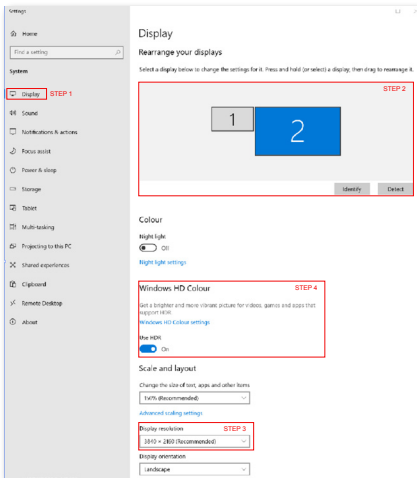 Settings
Home
Find a setting
System
Display
STEP 1
Sound
Notifications & actions
Focus assist
Power & sleep
Storage
Tablet
Multi-tasking
Projecting to this PC
Shared experiences
Clipboard
Remote Desktop
About
Display
Rearrange your displays
Select a display below to change the settings for it. Press and hold (or select) a display, then drag to rearrange it.
STEP 2
1
2
Identify
Detect
Colour
Night light
Off
Night light settings
Windows HD Colour
STEP 4
Get a brighter and more vibrant picture for videos, games and apps that
support HDR.
Windows HD Colour settings
Use HDR
On
Scale and layout
Change the size of text, apps and other items
(Recommended)
Advanced scaling settings
Display resolution
STEP 3
3840 × 2160 (Recommended)
Display orientation
Landscape